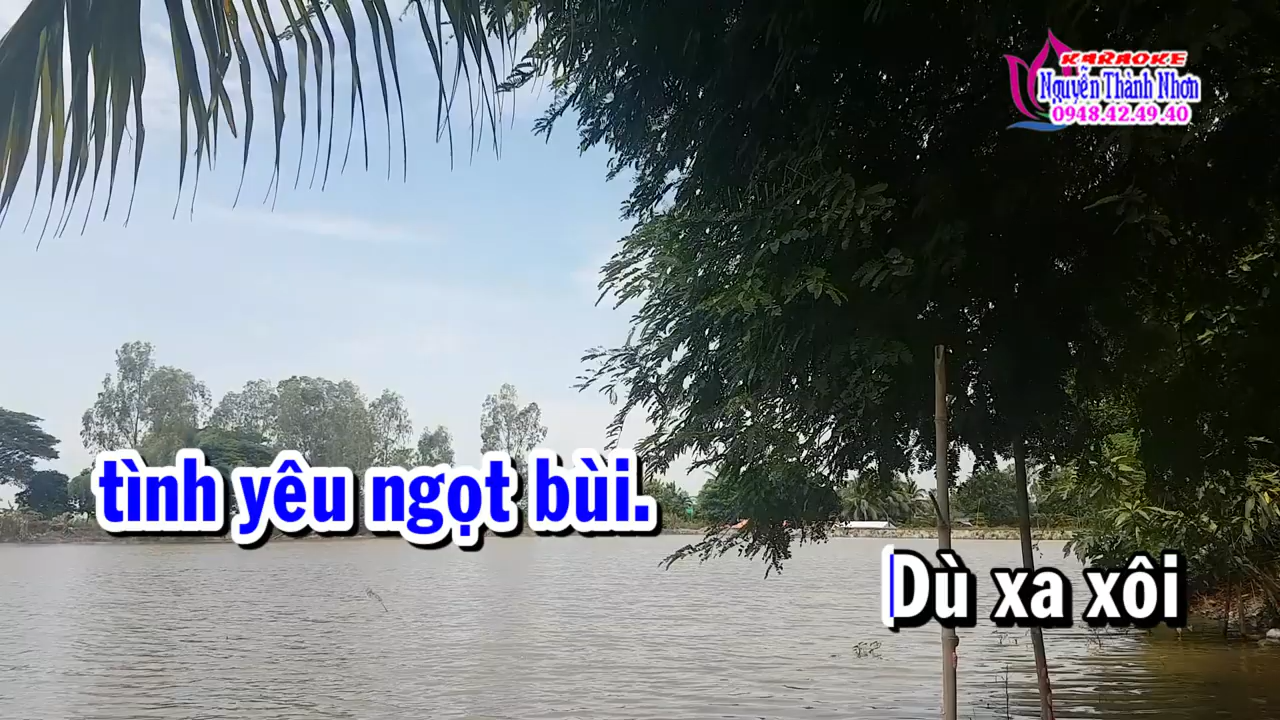 KARAOKE
Nguyễn Thành Nhơn
0948.42.49.40
tình yêu ngọt bùi.
Dù xa xôi